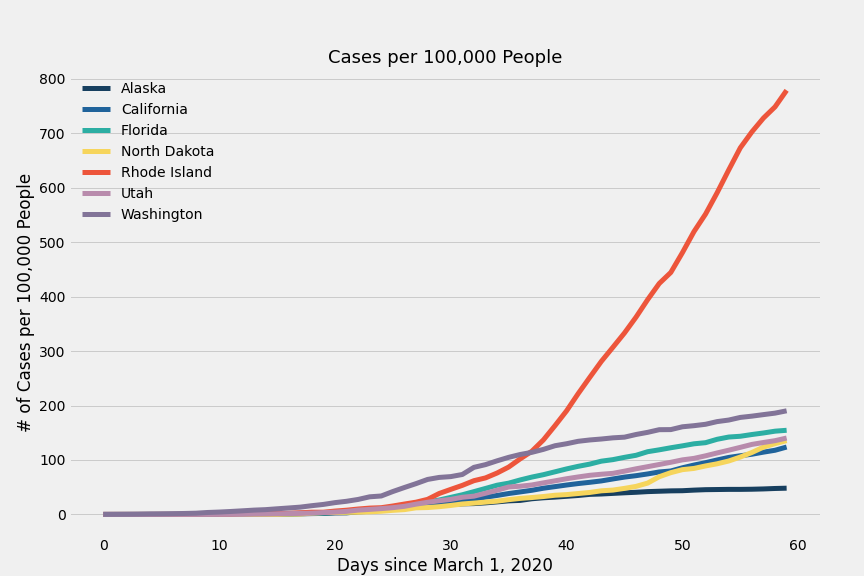 Cases per 100,000 People
800
700
600
500
400
300
200
100
0
Alaska
California
Florida
North Dakota
Rhode Island
Utah
Washington
# of Cases per 100,000 People
0 10 20 30 40 50 60
Days since March 1, 2020